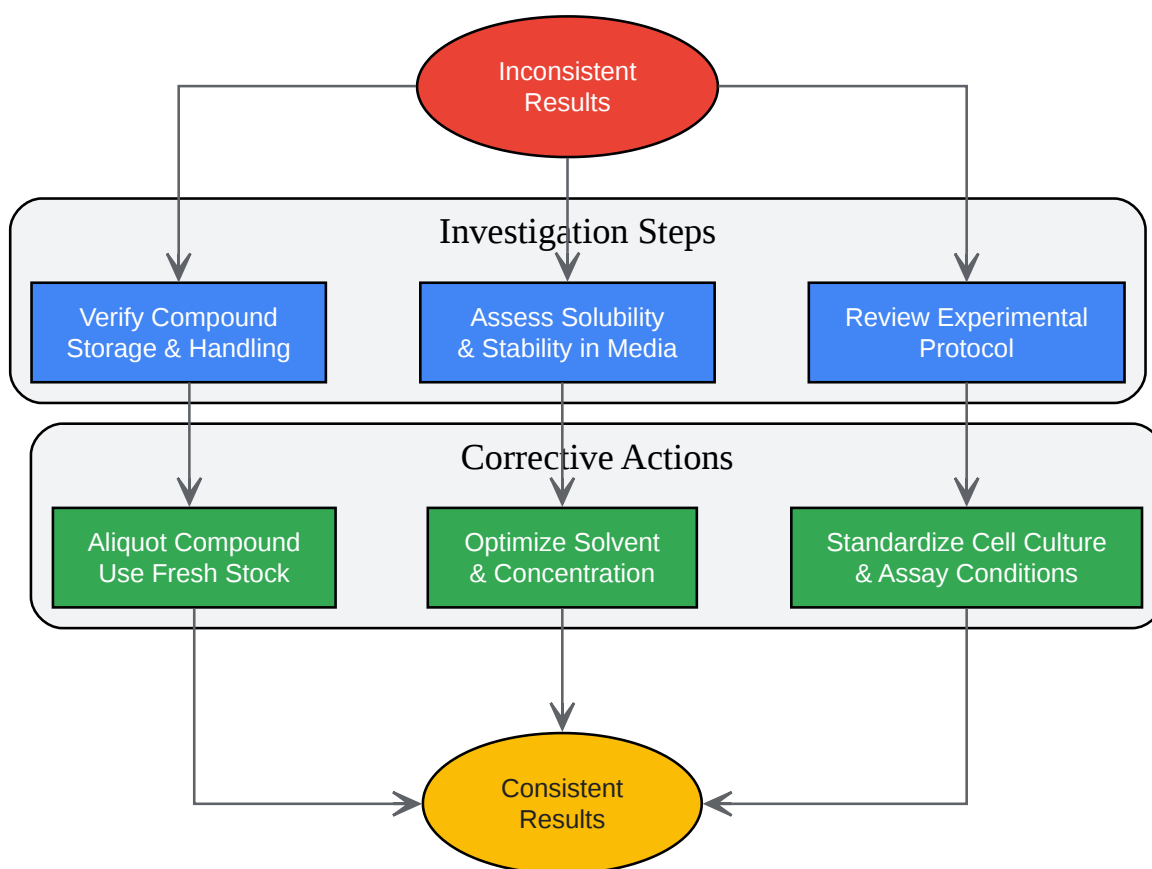 Inconsistent
Results
Investigation Steps
Verify Compound
Storage & Handling
Assess Solubility
& Stability in Media
Review Experimental
Protocol
Corrective Actions
Aliquot Compound
Use Fresh Stock
Optimize Solvent
& Concentration
Standardize Cell Culture
& Assay Conditions
Consistent
Results